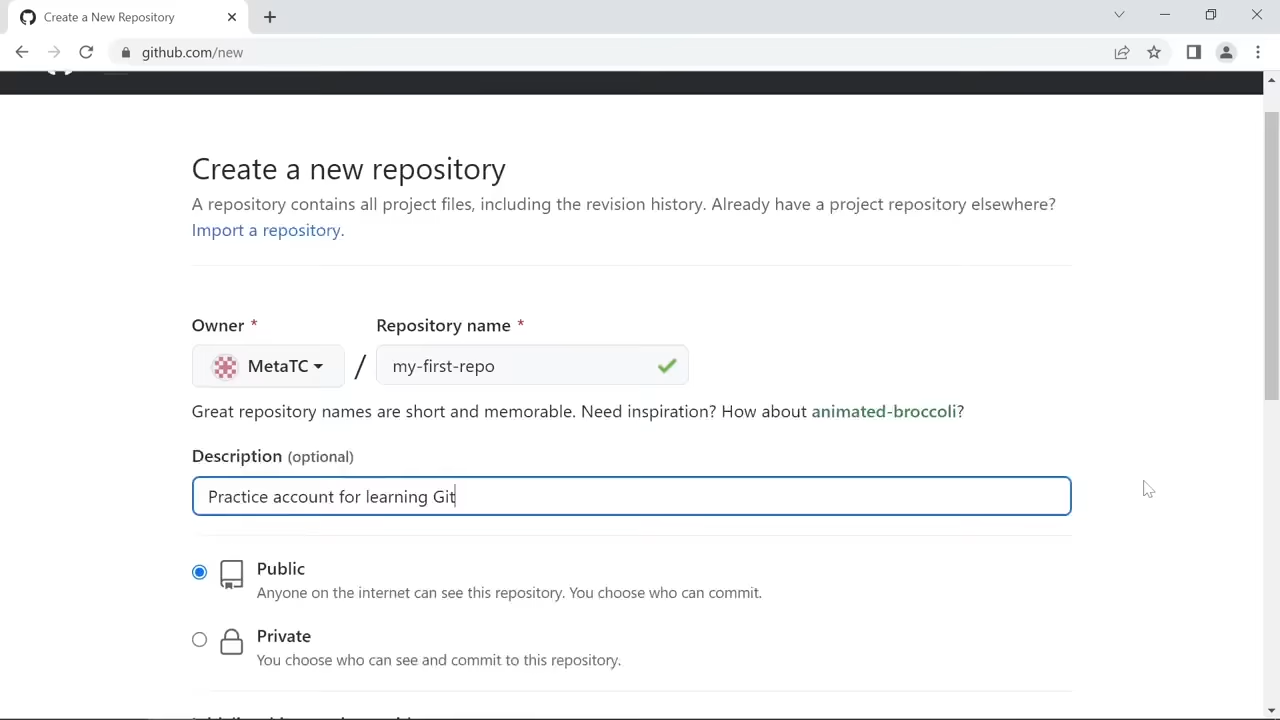 Create a New Repository
github.com/new
Create a new repository
A repository contains all project files, including the revision history. Already have a project repository elsewhere?
Import a repository.
Owner * Repository name *
MetaTC / my-first-repo
Great repository names are short and memorable. Need inspiration? How about animated-broccoli?
Description (optional)
Practice account for learning Git
Public
Anyone on the internet can see this repository. You choose who can commit.
Private
You choose who can see and commit to this repository.